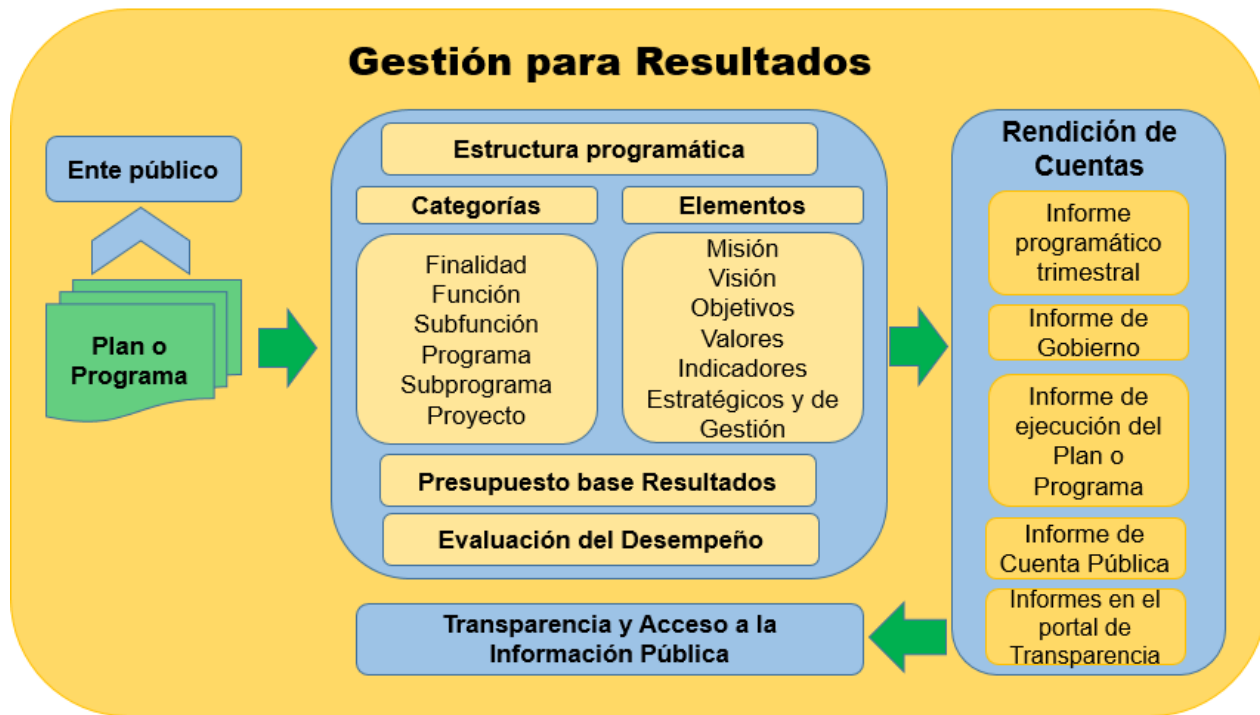 Gestión para Resultados
Ente público
Plan o
Programa
Estructura programática
Categorías
Finalidad
Función
Subfunción
Programa
Subprograma
Proyecto
Elementos
Misión
Visión
Objetivos
Valores
Indicadores
Estratégicos y de
Gestión
Presupuesto base Resultados
Evaluación del Desempeño
Rendición de
Cuentas
Informe
programático
trimestral
Informe de
Gobierno
Informe de
ejecución del
Plan o
Programa
Informe de
Cuenta Pública
Informes en el
portal de
Transparencia
Transparencia y Acceso a la
Información Pública